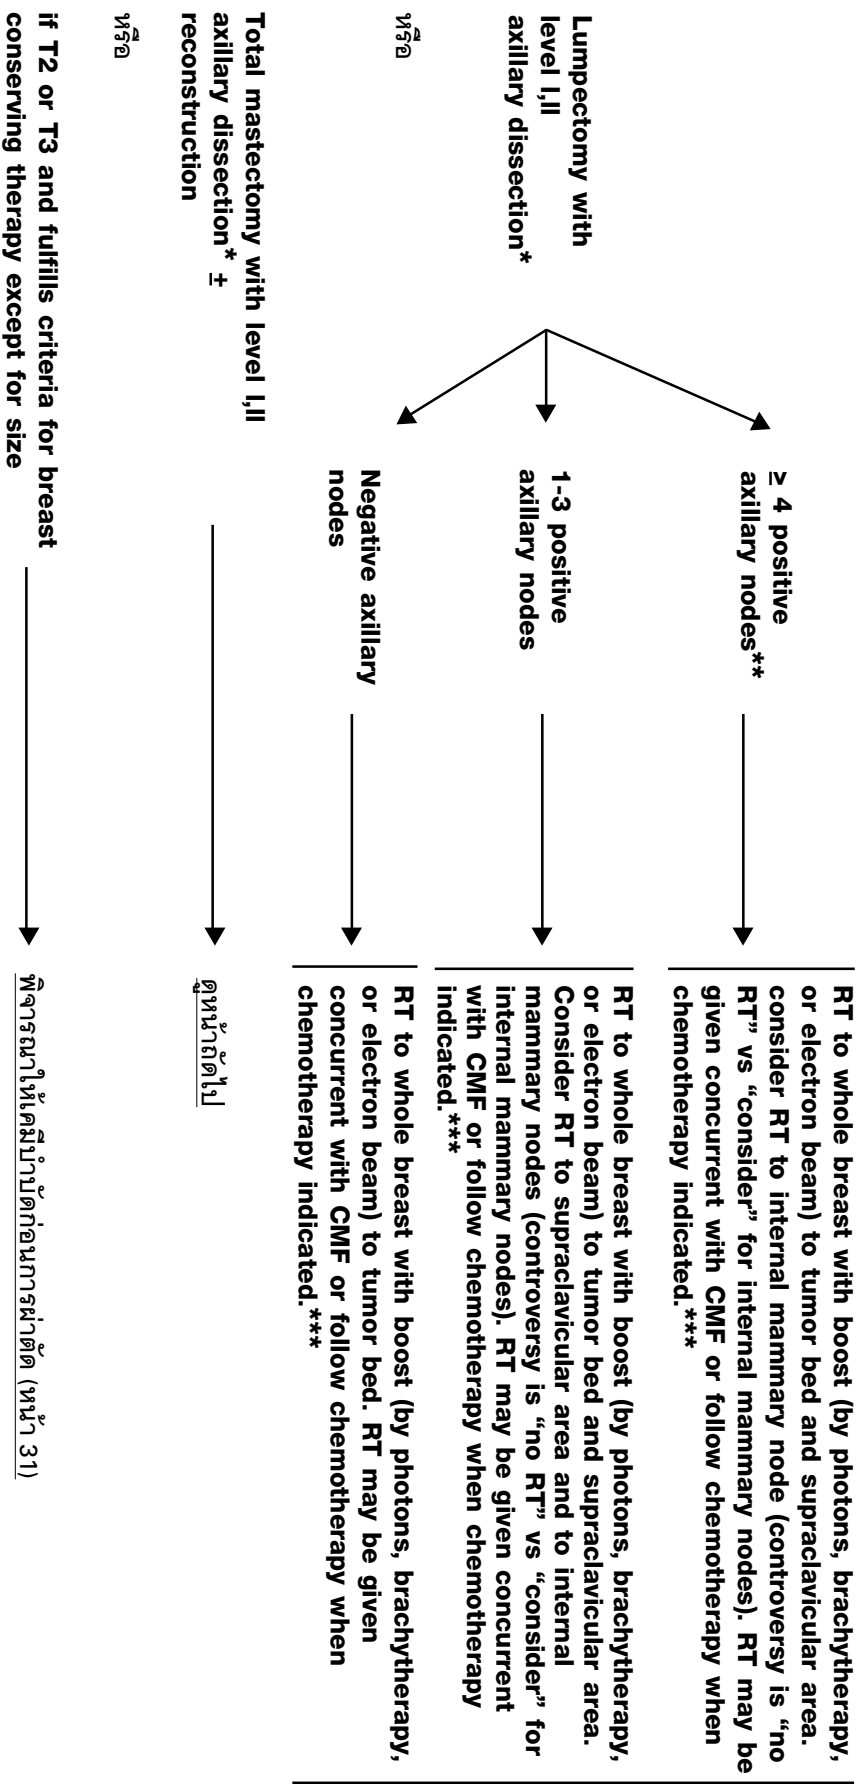 Lumpectomy with
level I,II
axillary dissection*
≥ 4 positive
axillary nodes**
RT to whole breast with boost (by photons, brachytherapy,
or electron beam) to tumor bed and supraclavicular area.
consider RT to internal mammary node (controversy is “no
RT” vs “consider” for internal mammary nodes). RT may be
given concurrent with CMF or follow chemotherapy when
chemotherapy indicated.***
1-3 positive
axillary nodes
RT to whole breast with boost (by photons, brachytherapy,
or electron beam) to tumor bed and supraclavicular area.
Consider RT to supraclavicular area and to internal
mammary nodes (controversy is “no RT” vs “consider” for
internal mammary nodes). RT may be given concurrent
with CMF or follow chemotherapy when chemotherapy
indicated.***
Negative axillary
nodes
RT to whole breast with boost (by photons, brachytherapy,
or electron beam) to tumor bed. RT may be given
concurrent with CMF or follow chemotherapy when
chemotherapy indicated.***
หรือ
Total mastectomy with level I,II
axillary dissection* ±
reconstruction
ดูหน้าถัดไป
หรือ
if T2 or T3 and fulfills criteria for breast
conserving therapy except for size
พิจารณาให้เคมีบำบัดก่อนการผ่าตัด (หน้า 31)